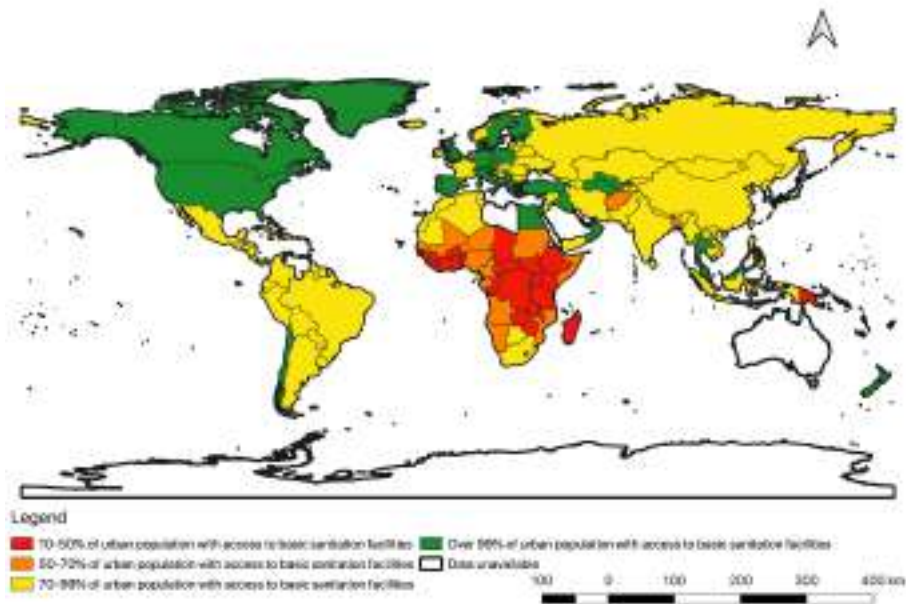 Legend
10-50% of urban population with access to basic sanitation facilities
50-70% of urban population with access to basic sanitation facilities
70-98% of urban population with access to basic sanitation facilities
Over 98% of urban population with access to basic sanitation facilities
Data unavailable
100 0 100 200 300 400 km